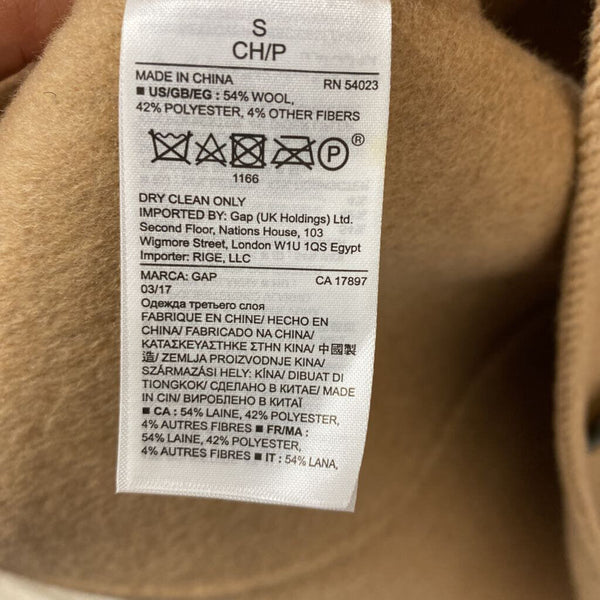 S
CH/P
MADE IN CHINA RN 54023
■ US/GB/EG : 54% WOOL,
42% POLYESTER, 4% OTHER FIBERS
P ®
1166
DRY CLEAN ONLY
IMPORTED BY: Gap (UK Holdings) Ltd.
Second Floor, Nations House, 103
Wigmore Street, London W1U 1QS Egypt
Importer: RIGE, LLC
MARCA: GAP CA 17897
03/17
Одежда третьего слоя
FABRIQUE EN CHINE/ HECHO EN
CHINA/ FABRICADO NA CHINA/
ΚΑΤΑΣΚΕΥΑΣΤΗΚΕ ΣΤΗΝ ΚΙΝΑ/ 中國製
造/ ZEMLJA PROIZVODNJE KINA/
SZÁRMAZÁSI HELY: KÍNA/ DIBUAT DI
TIONGKOK/ СДЕЛАНО В КИТАЕ/ MADE
IN CIN/ ВИРОБЛЕНО В КИТАЇ
■ CA : 54% LAINE, 42% POLYESTER,
4% AUTRES FIBRES ■ FR/MA :
54% LAINE, 42% POLYESTER,
4% AUTRES FIBRES ■ IT : 54% LANA,